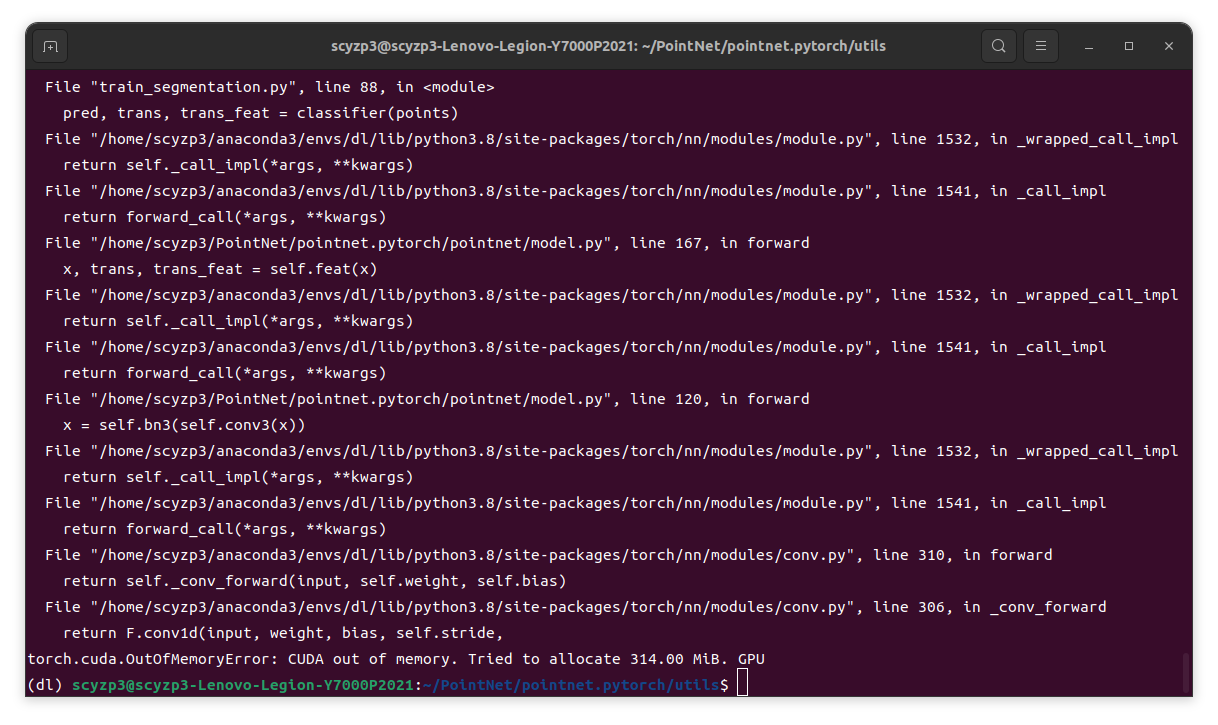 scyzp3@scyzp3-Lenovo-Legion-Y7000P2021: ~/PointNet/pointnet.pytorch/utils
File "train_segmentation.py", line 88, in <module>
pred, trans, trans_feat = classifier(points)
File "/home/scyzp3/anaconda3/envs/dl/lib/python3.8/site-packages/torch/nn/modules/module.py", line 1532, in _wrapped_call_impl
return self._call_impl(*args, **kwargs)
File "/home/scyzp3/anaconda3/envs/dl/lib/python3.8/site-packages/torch/nn/modules/module.py", line 1541, in _call_impl
return forward_call(*args, **kwargs)
File "/home/scyzp3/PointNet/pointnet.pytorch/pointnet/model.py", line 167, in forward
x, trans, trans_feat = self.feat(x)
File "/home/scyzp3/anaconda3/envs/dl/lib/python3.8/site-packages/torch/nn/modules/module.py", line 1532, in _wrapped_call_impl
return self._call_impl(*args, **kwargs)
File "/home/scyzp3/anaconda3/envs/dl/lib/python3.8/site-packages/torch/nn/modules/module.py", line 1541, in _call_impl
return forward_call(*args, **kwargs)
File "/home/scyzp3/PointNet/pointnet.pytorch/pointnet/model.py", line 120, in forward
x = self.bn3(self.conv3(x))
File "/home/scyzp3/anaconda3/envs/dl/lib/python3.8/site-packages/torch/nn/modules/module.py", line 1532, in _wrapped_call_impl
return self._call_impl(*args, **kwargs)
File "/home/scyzp3/anaconda3/envs/dl/lib/python3.8/site-packages/torch/nn/modules/module.py", line 1541, in _call_impl
return forward_call(*args, **kwargs)
File "/home/scyzp3/anaconda3/envs/dl/lib/python3.8/site-packages/torch/nn/modules/conv.py", line 310, in forward
return self._conv_forward(input, self.weight, self.bias)
File "/home/scyzp3/anaconda3/envs/dl/lib/python3.8/site-packages/torch/nn/modules/conv.py", line 306, in _conv_forward
return F.conv1d(input, weight, bias, self.stride,
torch.cuda.OutOfMemoryError: CUDA out of memory. Tried to allocate 314.00 MiB. GPU
(dl) scyzp3@scyzp3-Lenovo-Legion-Y7000P2021:~/PointNet/pointnet.pytorch/utils$